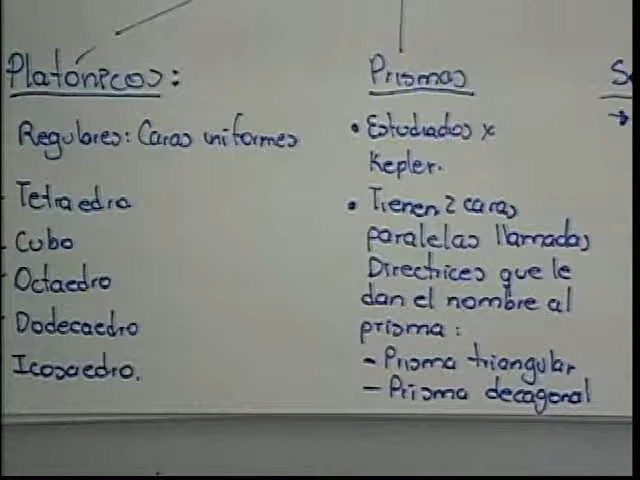 Platónicos:
Regulares: Caras uniformes
Tetraedro
Cubo
Octaedro
Dodecaedro
Icosaedro.
Prismas
• Estudiados x
Kepler.
• Tienen 2 caras
paralelas llamadas
Directrices que le
dan el nombre al
prisma:
- Prisma triangular
- Prisma decagonal